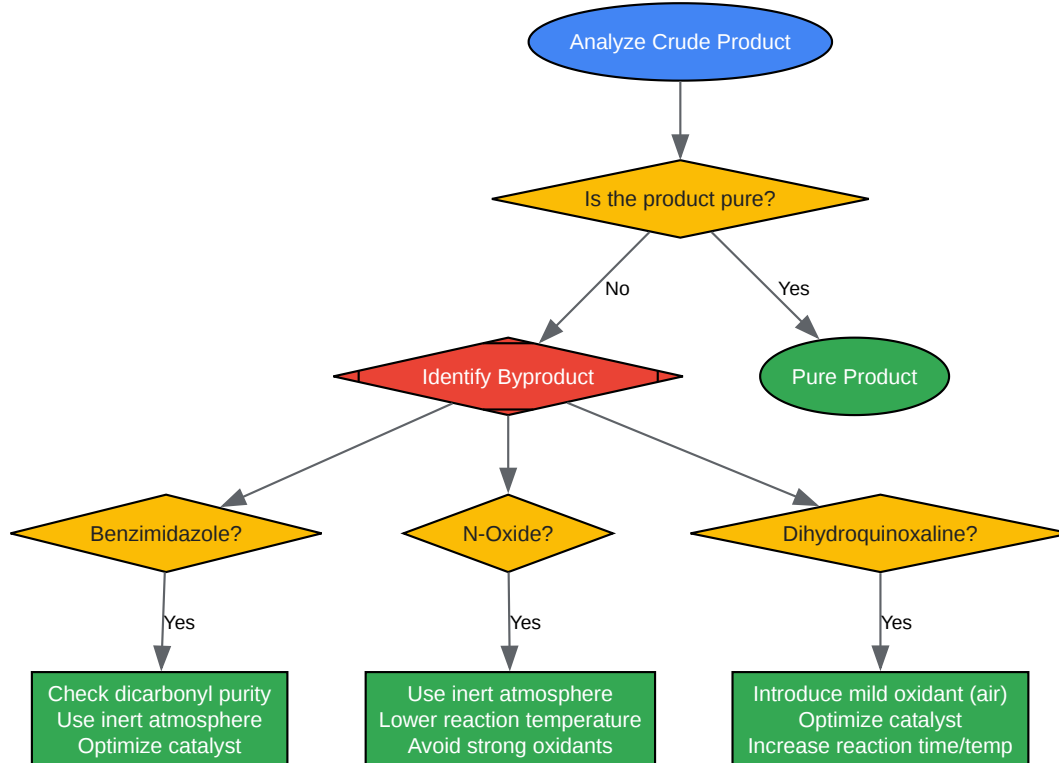 Analyze Crude Product
Is the product pure?
No
Yes
Identify Byproduct
Pure Product
Benzimidazole?
N-Oxide?
Dihydroquinoxaline?
Yes
Yes
Yes
Check dicarbonyl purity
Use inert atmosphere
Optimize catalyst
Use inert atmosphere
Lower reaction temperature
Avoid strong oxidants
Introduce mild oxidant (air)
Optimize catalyst
Increase reaction time/temp